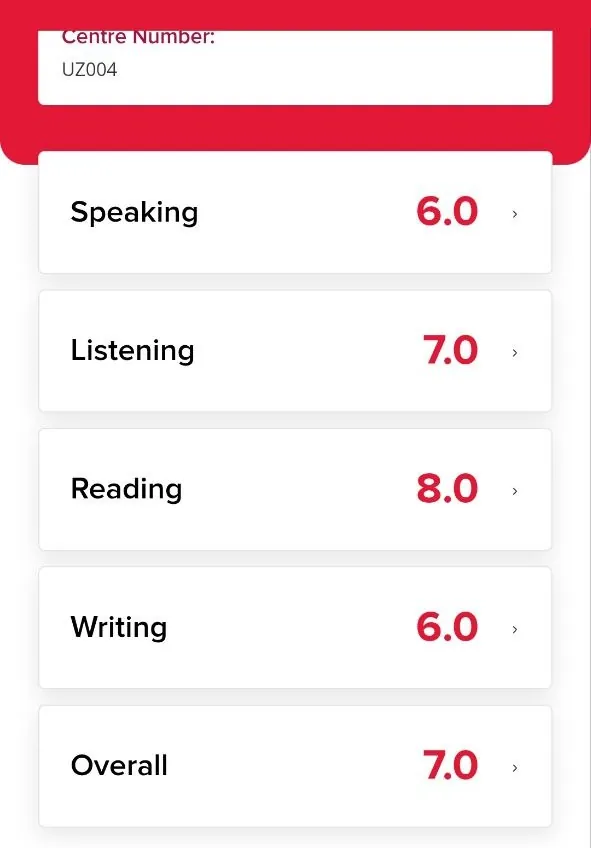 Centre Number:
UZ004
Speaking 6.0
Listening 7.0
Reading 8.0
Writing 6.0
Overall 7.0